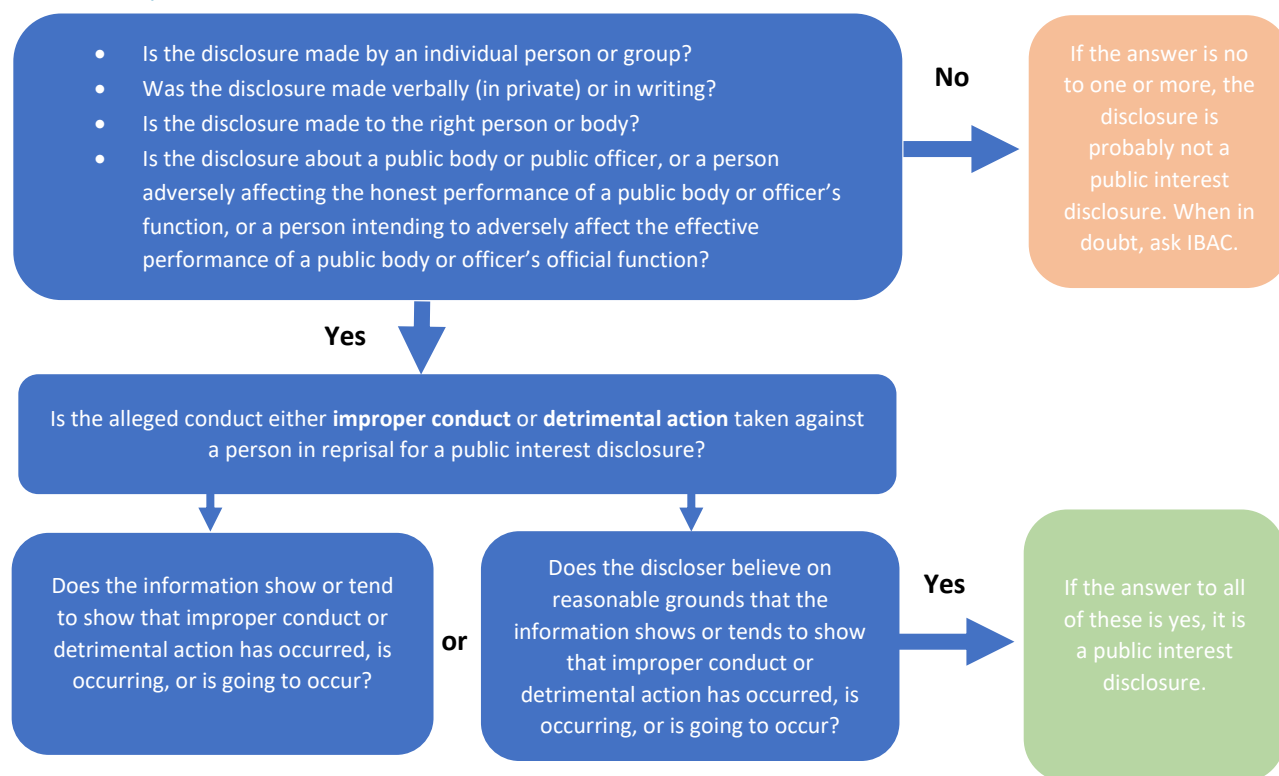 • Is the disclosure made by an individual person or group?
• Was the disclosure made verbally (in private) or in writing?
• Is the disclosure made to the right person or body?
• Is the disclosure about a public body or public officer, or a person
adversely affecting the honest performance of a public body or officer's
function, or a person intending to adversely affect the effective
performance of a public body or officer's official function?
No
If the answer is no
to one or more, the
disclosure is
probably not a
public interest
disclosure. When in
doubt, ask IBAC.
Yes
Is the alleged conduct either improper conduct or detrimental action taken against
a person in reprisal for a public interest disclosure?
Does the information show or tend
to show that improper conduct or
detrimental action has occurred, is
occurring, or is going to occur?
or
Does the discloser believe on
reasonable grounds that the
information shows or tends to show
that improper conduct or
detrimental action has occurred, is
occurring, or is going to occur?
Yes
If the answer to all
of these is yes, it is
a public interest
disclosure.